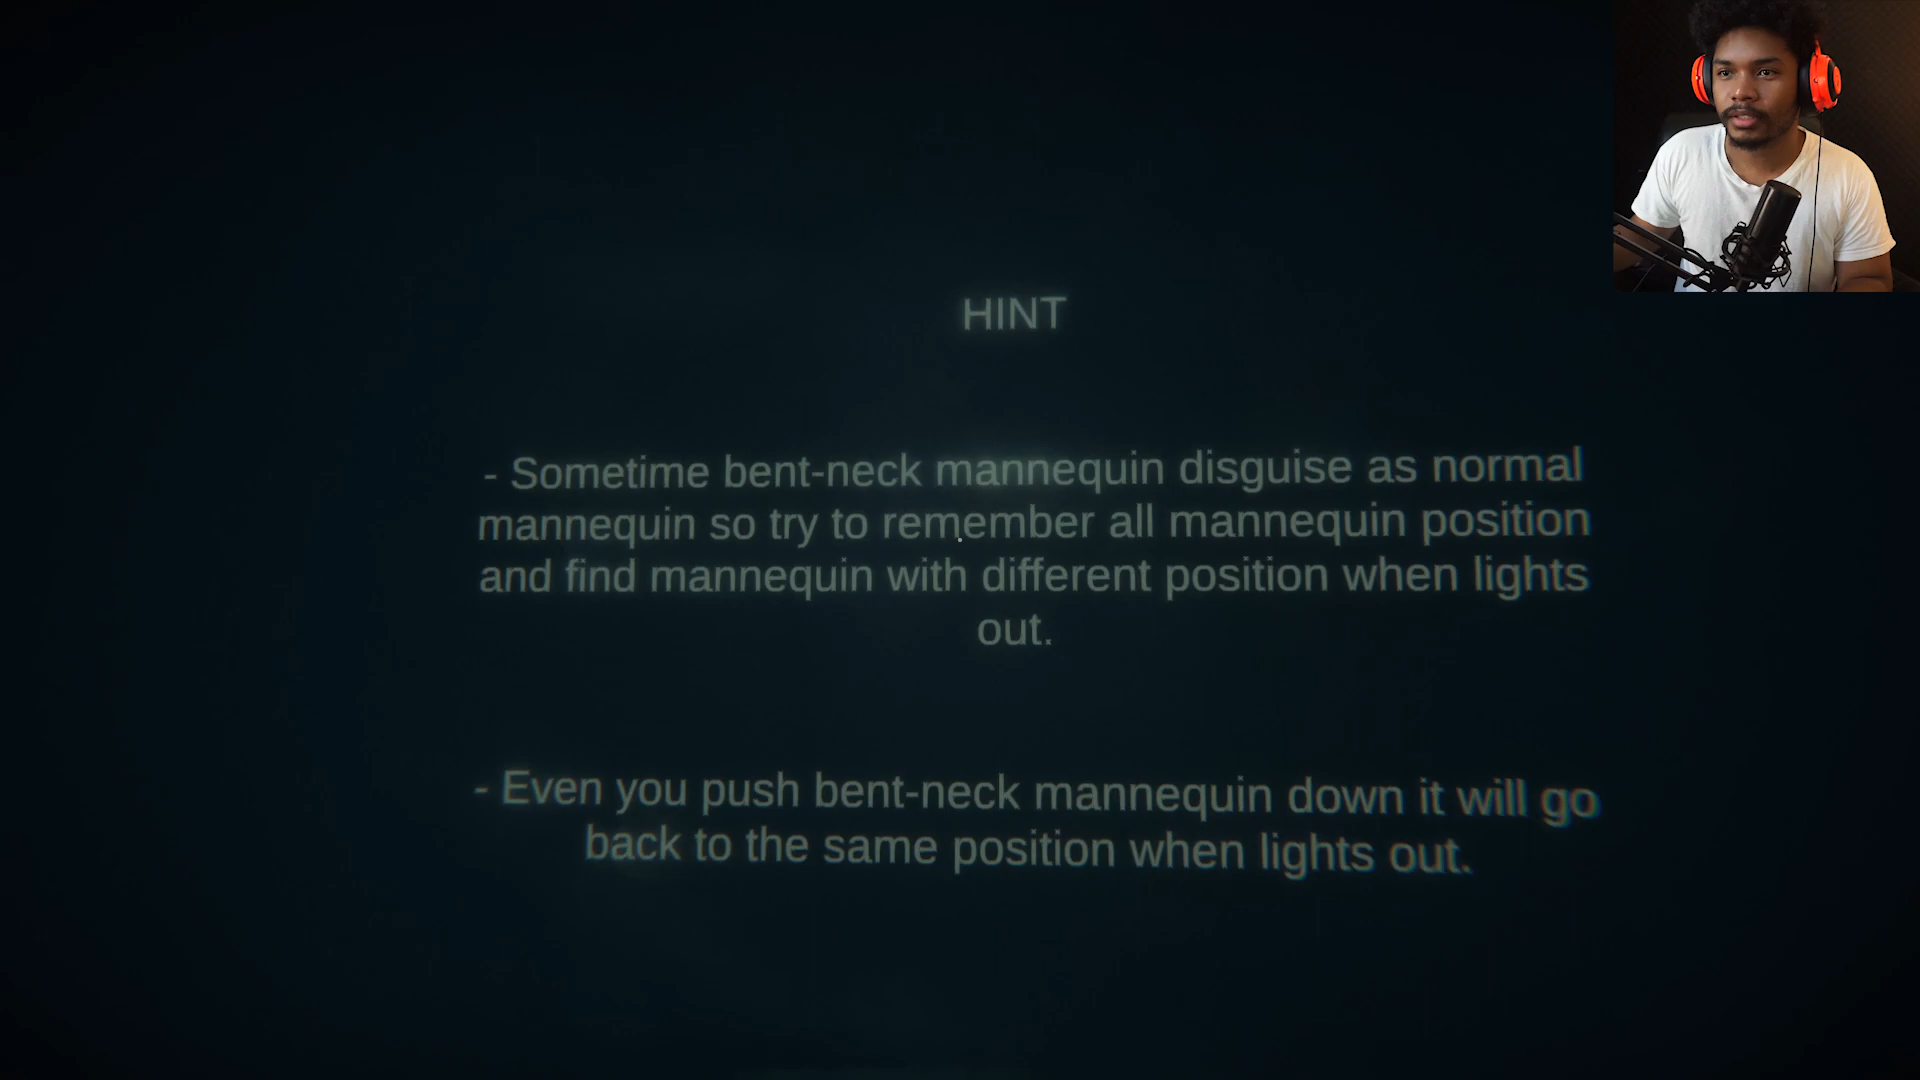 HINT
- Sometime bent-neck mannequin disguise as normal
mannequin so try to remember all mannequin position
and find mannequin with different position when lights
out.
- Even you push bent-neck mannequin down it will go
back to the same position when lights out.